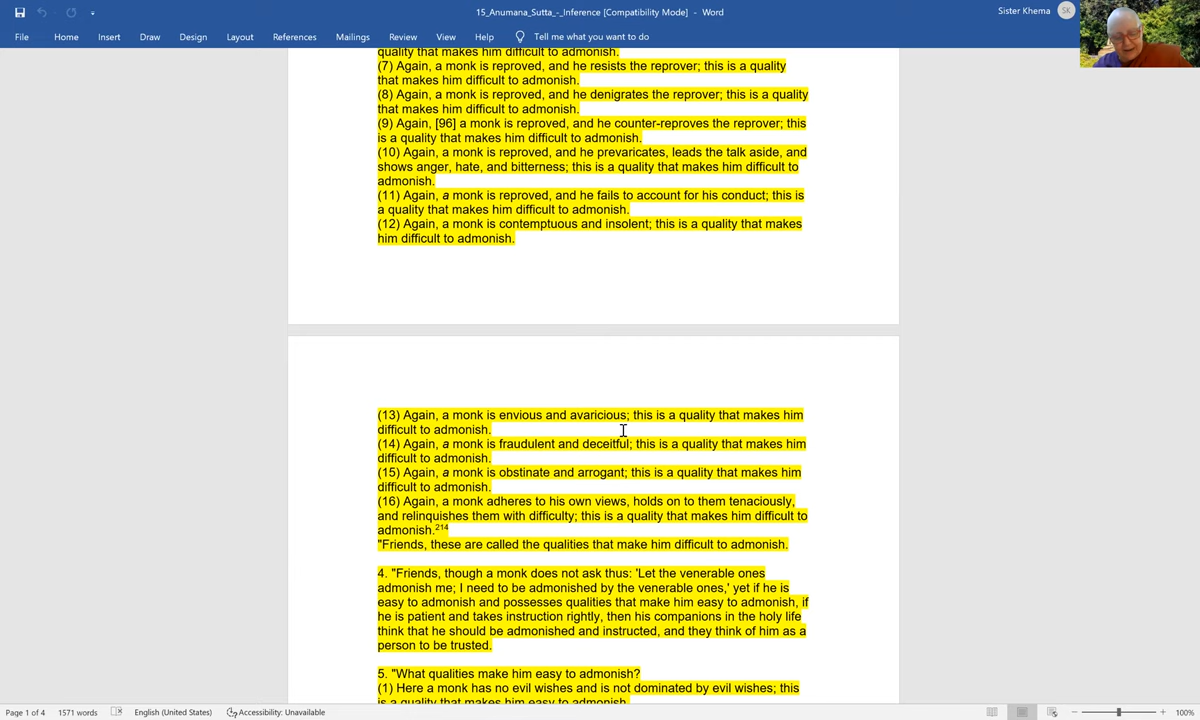 15_Anumana_Sutta_-_Inference [Compatibility Mode] - Word
Sister Khema
SK
File Home Insert Draw Design Layout References Mailings Review View Help Tell me what you want to do
quality that makes him difficult to admonish.
(7) Again, a monk is reproved, and he resists the reprover; this is a quality
that makes him difficult to admonish.
(8) Again, a monk is reproved, and he denigrates the reprover; this is a quality
that makes him difficult to admonish.
(9) Again, [96] a monk is reproved, and he counter-reproves the reprover; this
is a quality that makes him difficult to admonish.
(10) Again, a monk is reproved, and he prevaricates, leads the talk aside, and
shows anger, hate, and bitterness; this is a quality that makes him difficult to
admonish.
(11) Again, a monk is reproved, and he fails to account for his conduct; this is
a quality that makes him difficult to admonish.
(12) Again, a monk is contemptuous and insolent; this is a quality that makes
him difficult to admonish.
(13) Again, a monk is envious and avaricious; this is a quality that makes him
difficult to admonish.
(14) Again, a monk is fraudulent and deceitful; this is a quality that makes him
difficult to admonish.
(15) Again, a monk is obstinate and arrogant; this is a quality that makes him
difficult to admonish.
(16) Again, a monk adheres to his own views, holds on to them tenaciously,
and relinquishes them with difficulty; this is a quality that makes him difficult to
admonish.214
"Friends, these are called the qualities that make him difficult to admonish.
4. "Friends, though a monk does not ask thus: 'Let the venerable ones
admonish me; I need to be admonished by the venerable ones,' yet if he is
easy to admonish and possesses qualities that make him easy to admonish, if
he is patient and takes instruction rightly, then his companions in the holy life
think that he should be admonished and instructed, and they think of him as a
person to be trusted.
5. "What qualities make him easy to admonish?
(1) Here a monk has no evil wishes and is not dominated by evil wishes; this
is a quality that makes him easy to admonish.
Page 1 of 4 1571 words English (United States) Accessibility: Unavailable 100%